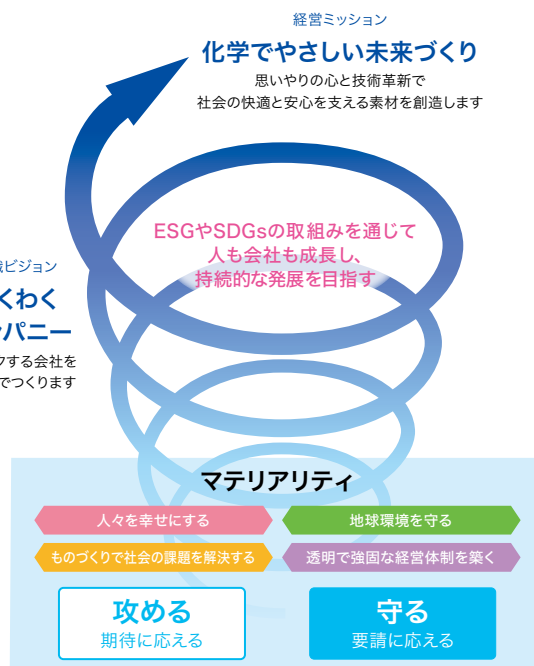 経営ミッション
化学でやさしい未来づくり
思いやりの心と技術革新で
社会の快適と安心を支える素材を創造します
ESGやSDGsの取組みを通じて
人も会社も成長し、
持続的な発展を目指す
ビジョン
くわく
パニー
する会社を
でつくります
マテリアリティ
人々を幸せにする
地球環境を守る
ものづくりで社会の課題を解決する
透明で強固な経営体制を築く
攻める
期待に応える
守る
要請に応える